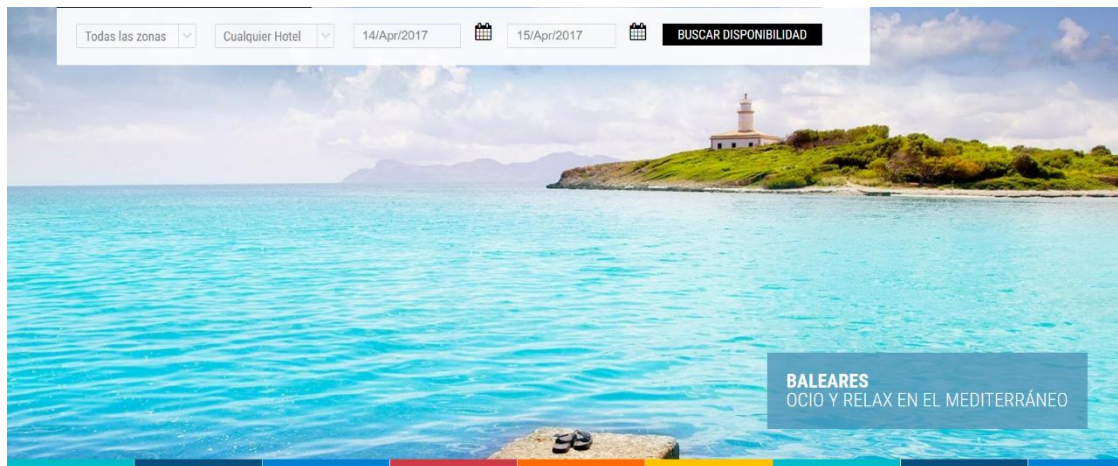 Todas las zonas
Cualquier Hotel
14/Apr/2017
15/Apr/2017
BUSCAR DISPONIBILIDAD
BALEARES
OCIO Y RELAX EN EL MEDITERRÁNEO